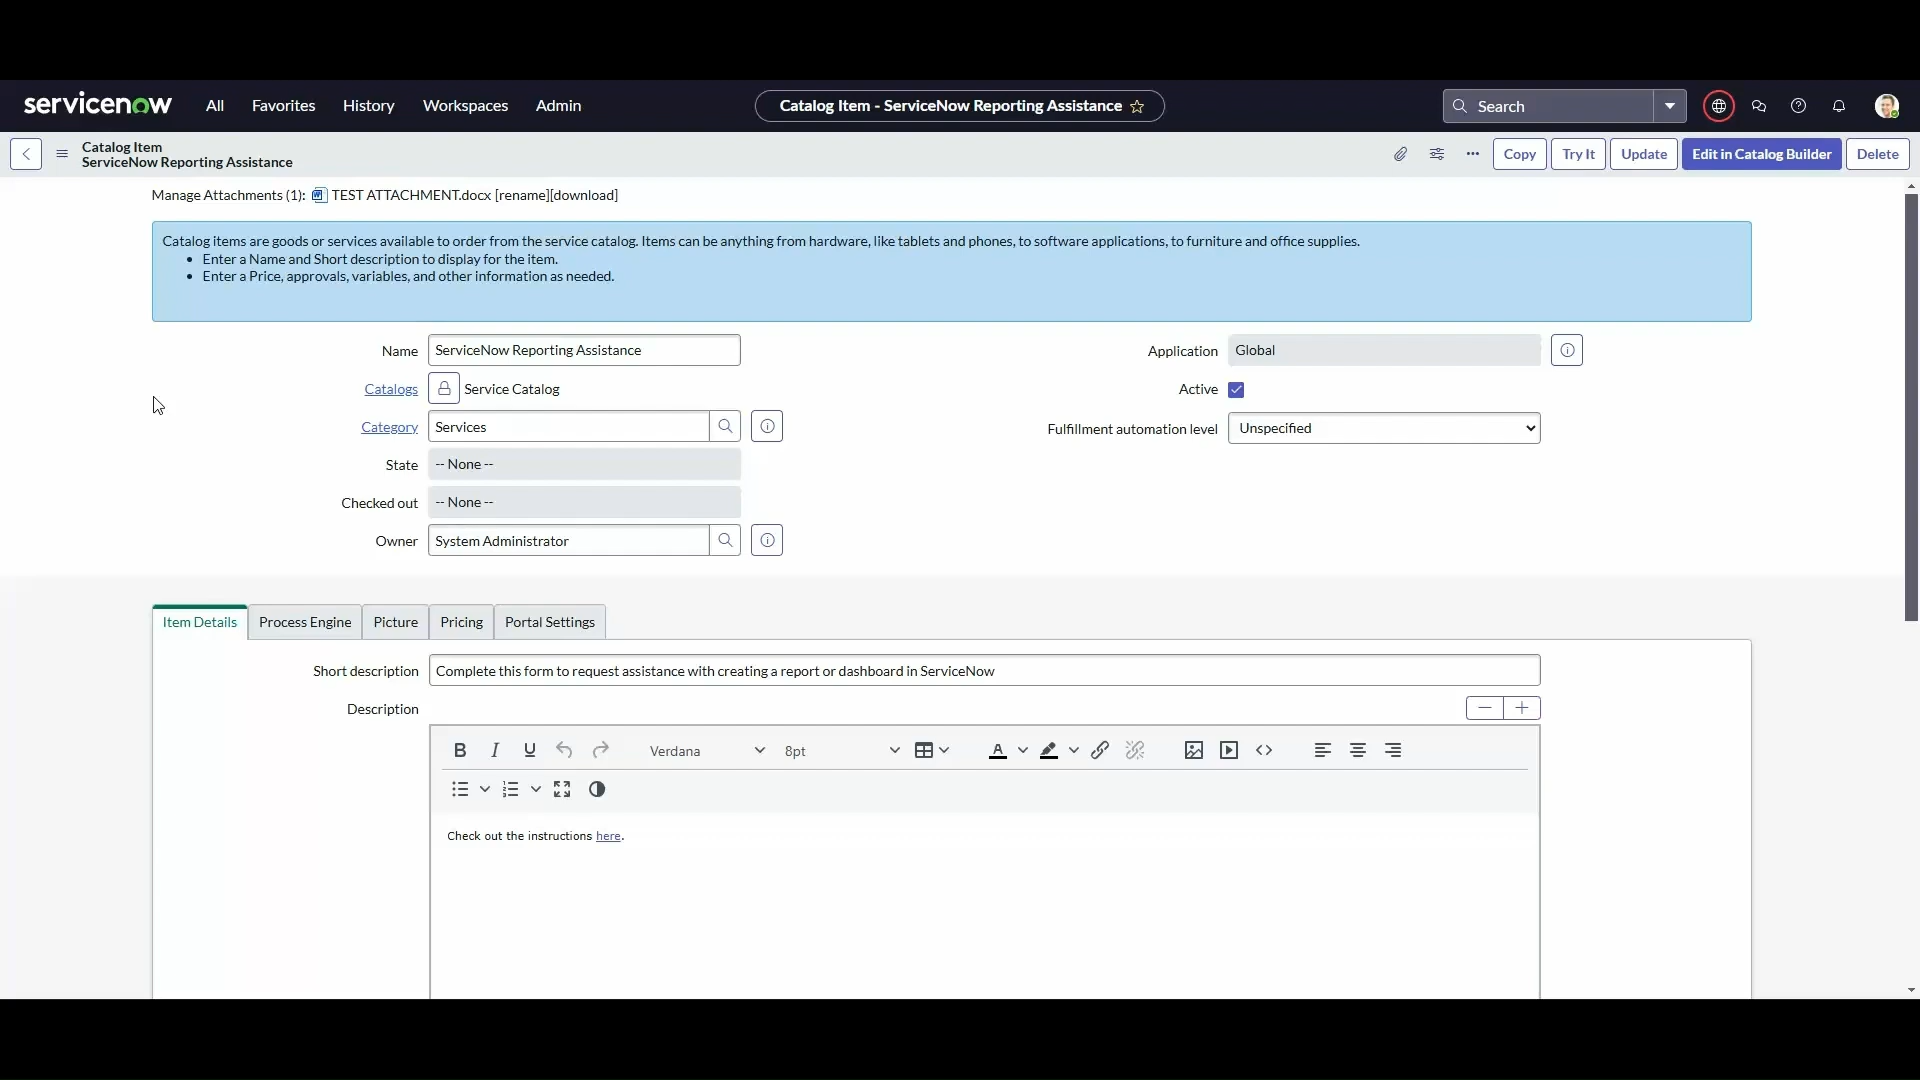 servicenow All Favorites History Workspaces Admin Catalog Item - ServiceNow Reporting Assistance Search
Catalog Item
ServiceNow Reporting Assistance
Copy Try It Update Edit in Catalog Builder Delete
Manage Attachments (1): TEST ATTACHMENT.docx [rename][download]
Catalog items are goods or services available to order from the service catalog. Items can be anything from hardware, like tablets and phones, to software applications, to furniture and office supplies.
• Enter a Name and Short description to display for the item.
• Enter a Price, approvals, variables, and other information as needed.
Name ServiceNow Reporting Assistance Application Global
Catalogs Service Catalog Active
Category Services Fulfillment automation level Unspecified
State -- None --
Checked out -- None --
Owner System Administrator
Item Details Process Engine Picture Pricing Portal Settings
Short description Complete this form to request assistance with creating a report or dashboard in ServiceNow
Description
B I U Verdana 8pt A
Check out the instructions here.